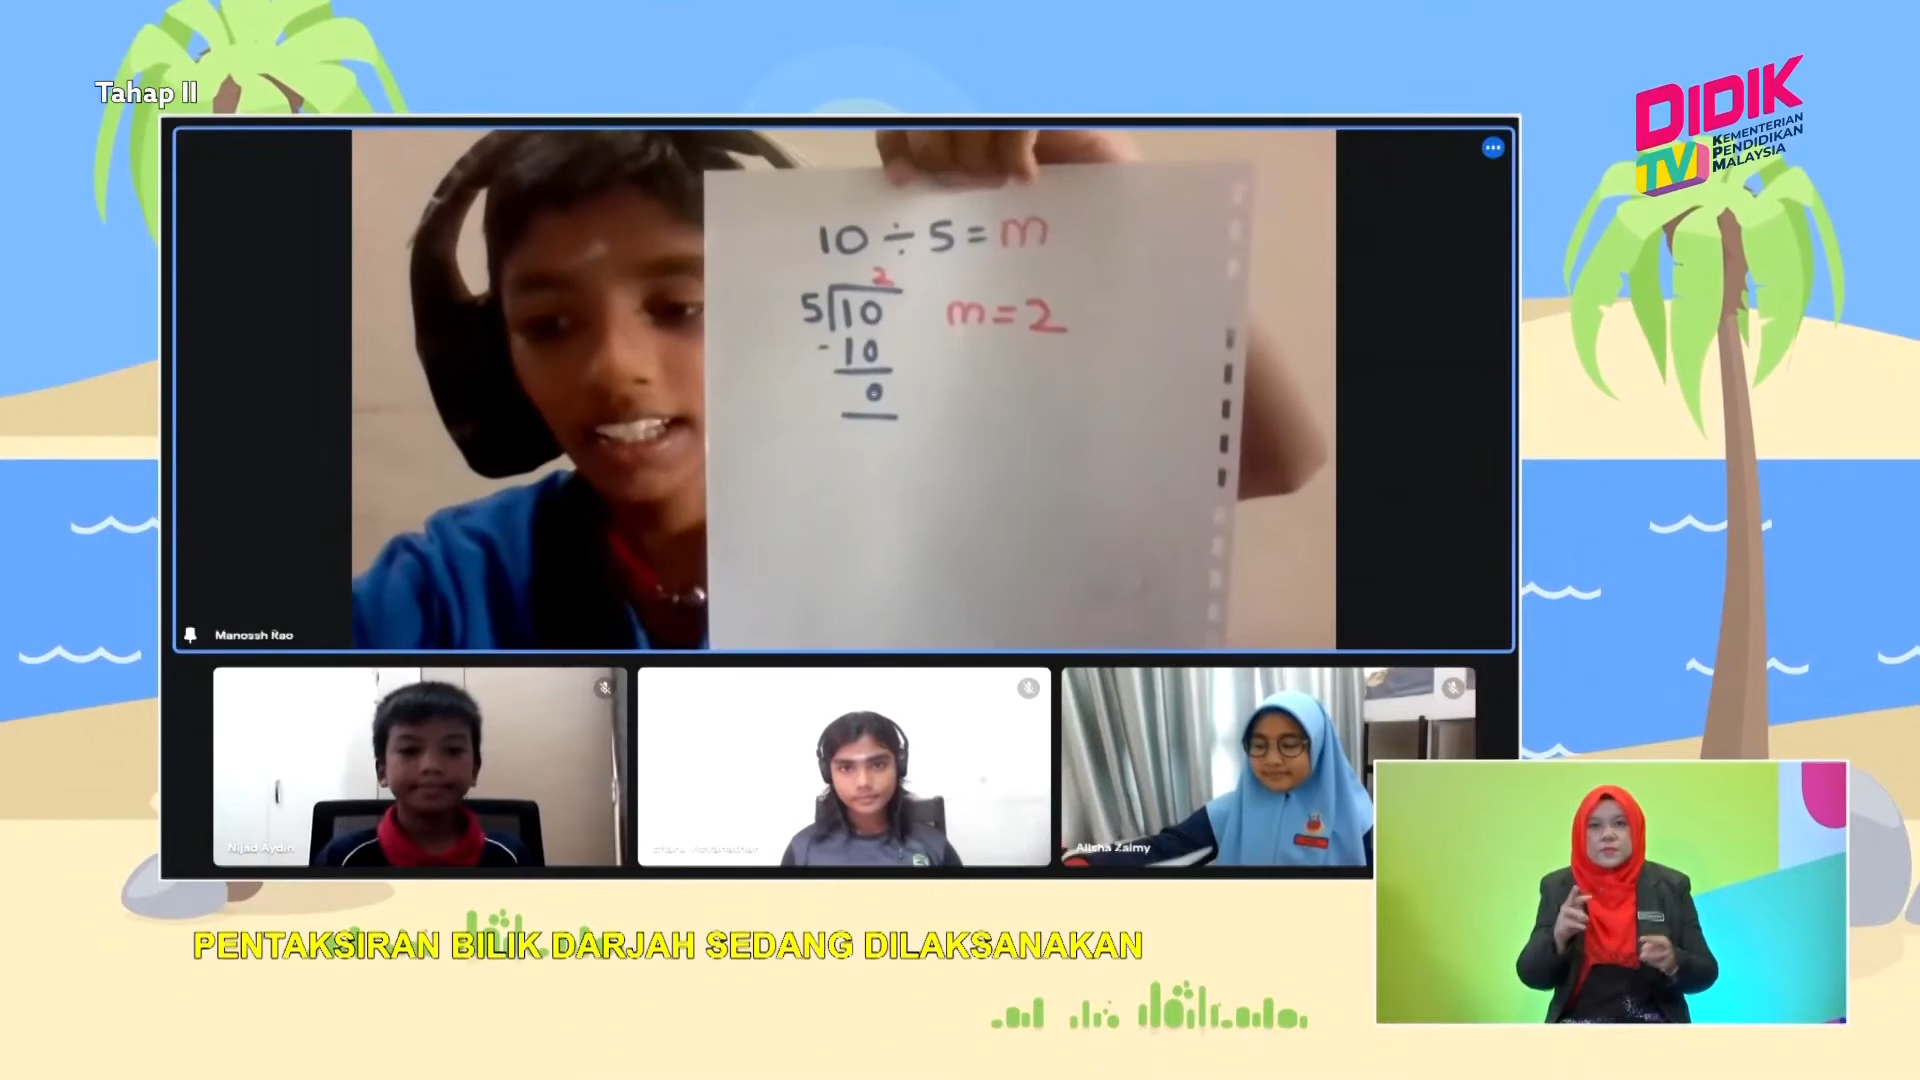 Tahap II
DIDIK
TV
KEMENTERIAN
PENDIDIKAN
MALAYSIA
10 ÷ 5 = m
2
5 10 m = 2
- 10
0
Manossh Rao
Nijad Aydin
Visvanathan
Alisha Zaimy
PENTAKSIRAN BILIK DARJAH SEDANG DILAKSANAKAN